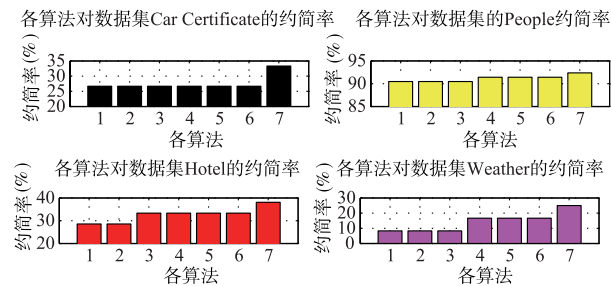 各算法对数据集Car Certificate的约简率
约简率(%)
35
30
25
20
1 2 3 4 5 6 7
各算法
各算法对数据集的People约简率
约简率(%)
95
90
85
1 2 3 4 5 6 7
各算法
各算法对数据集Hotel的约简率
约简率(%)
40
30
20
1 2 3 4 5 6 7
各算法
各算法对数据集Weather的约简率
约简率(%)
30
20
10
0
1 2 3 4 5 6 7
各算法